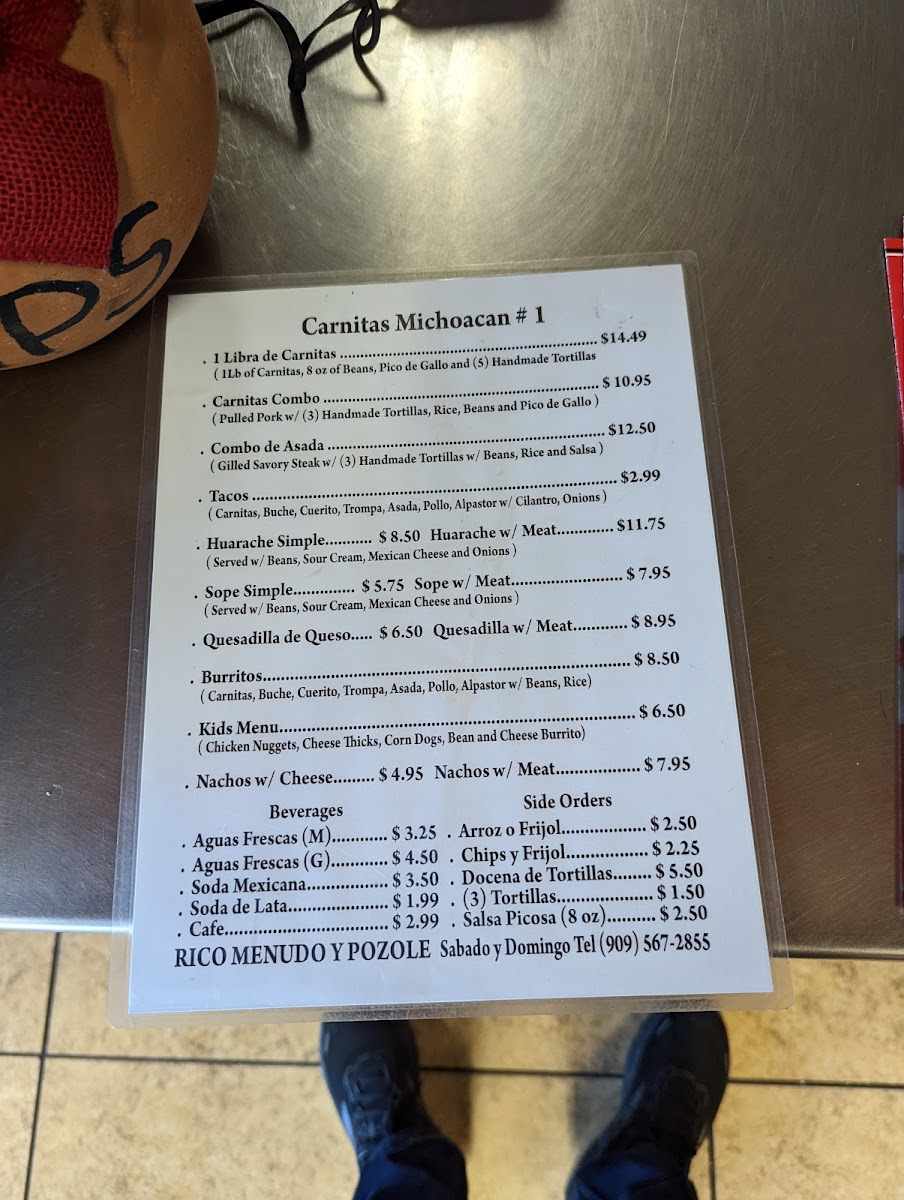 PS
Carnitas Michoacan # 1
. 1 Libra de Carnitas ........................................................................ $14.49
( 1Lb of Carnitas, 8 oz of Beans, Pico de Gallo and (5) Handmade Tortillas
. Carnitas Combo ........................................................................ $ 10.95
( Pulled Pork w/ (3) Handmade Tortillas, Rice, Beans and Pico de Gallo )
. Combo de Asada ........................................................................ $12.50
( Gilled Savory Steak w/ (3) Handmade Tortillas w/ Beans, Rice and Salsa )
. Tacos ........................................................................ $2.99
( Carnitas, Buche, Cuerito, Trompa, Asada, Pollo, Alpastor w/ Cilantro, Onions )
. Huarache Simple........... $ 8.50 Huarache w/ Meat............. $11.75
( Served w/ Beans, Sour Cream, Mexican Cheese and Onions )
. Sope Simple.............. $ 5.75 Sope w/ Meat......................... $ 7.95
( Served w/ Beans, Sour Cream, Mexican Cheese and Onions )
. Quesadilla de Queso..... $ 6.50 Quesadilla w/ Meat............ $ 8.95
. Burritos........................................................................ $ 8.50
( Carnitas, Buche, Cuerito, Trompa, Asada, Pollo, Alpastor w/ Beans, Rice)
. Kids Menu........................................................................ $ 6.50
( Chicken Nuggets, Cheese Thicks, Corn Dogs, Bean and Cheese Burrito)
. Nachos w/ Cheese......... $ 4.95 Nachos w/ Meat.................. $ 7.95
Beverages
. Aguas Frescas (M)............ $ 3.25
. Aguas Frescas (G)............ $ 4.50
. Soda Mexicana.................. $ 3.50
. Soda de Lata...................... $ 1.99
. Cafe.................................... $ 2.99
Side Orders
. Arroz o Frijol.................. $ 2.50
. Chips y Frijol.................. $ 2.25
. Docena de Tortillas........ $ 5.50
. (3) Tortillas..................... $ 1.50
. Salsa Picosa (8 oz).......... $ 2.50
RICO MENUDO Y POZOLE Sabado y Domingo Tel (909) 567-2855